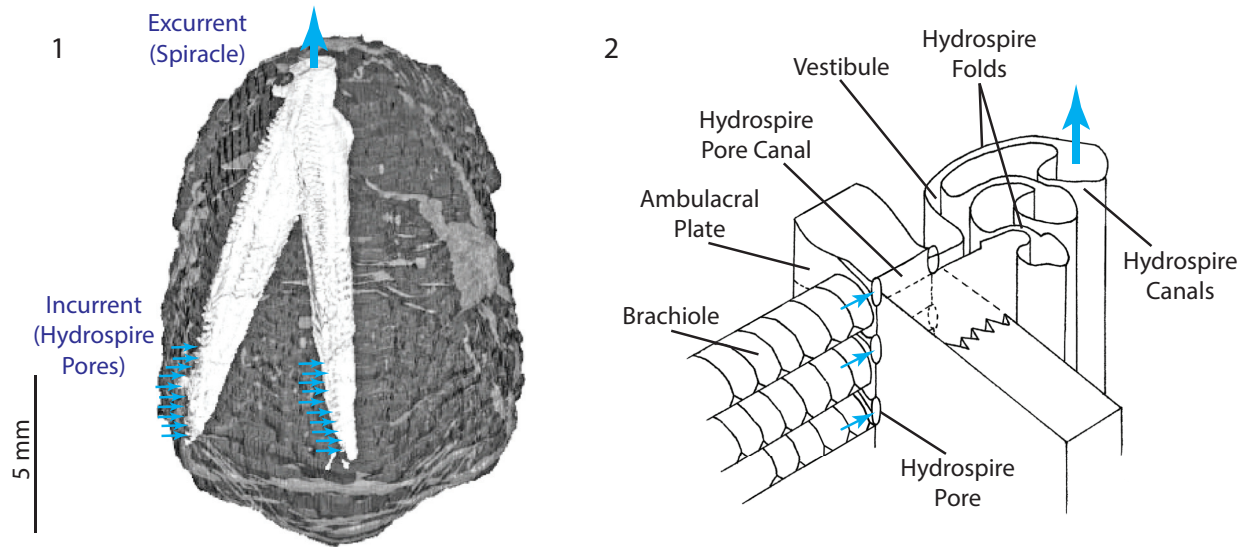 1
Excurrent
(Spiracle)
Incurrent
(Hydrospire
Pores)
5 mm
2
Hydrospire
Folds
Vestibule
Hydrospire
Pore Canal
Ambulacral
Plate
Brachiole
Hydrospire
Canals
Hydrospire
Pore